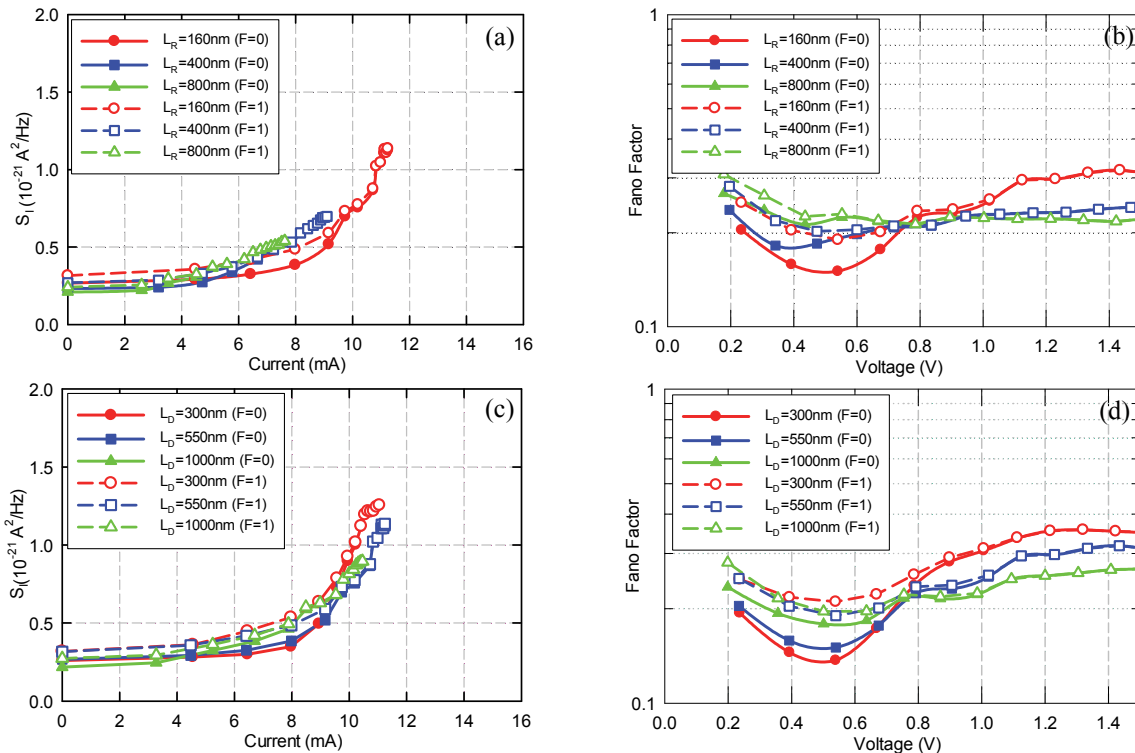 (a)
S_I (10^-21 A^2/Hz)
2.0
1.5
1.0
0.5
0.0
L_R=160nm (F=0)
L_R=400nm (F=0)
L_R=800nm (F=0)
L_R=160nm (F=1)
L_R=400nm (F=1)
L_R=800nm (F=1)
0 2 4 6 8 10 12 14 16
Current (mA)
(b)
Fano Factor
1
0.1
L_R=160nm (F=0)
L_R=400nm (F=0)
L_R=800nm (F=0)
L_R=160nm (F=1)
L_R=400nm (F=1)
L_R=800nm (F=1)
0.0 0.2 0.4 0.6 0.8 1.0 1.2 1.4
Voltage (V)
(c)
S_I(10^-21 A^2/Hz)
2.0
1.5
1.0
0.5
0.0
L_D=300nm (F=0)
L_D=550nm (F=0)
L_D=1000nm (F=0)
L_D=300nm (F=1)
L_D=550nm (F=1)
L_D=1000nm (F=1)
0 2 4 6 8 10 12 14 16
Current (mA)
(d)
Fano Factor
1
0.1
L_D=300nm (F=0)
L_D=550nm (F=0)
L_D=1000nm (F=0)
L_D=300nm (F=1)
L_D=550nm (F=1)
L_D=1000nm (F=1)
0.0 0.2 0.4 0.6 0.8 1.0 1.2 1.4
Voltage (V)